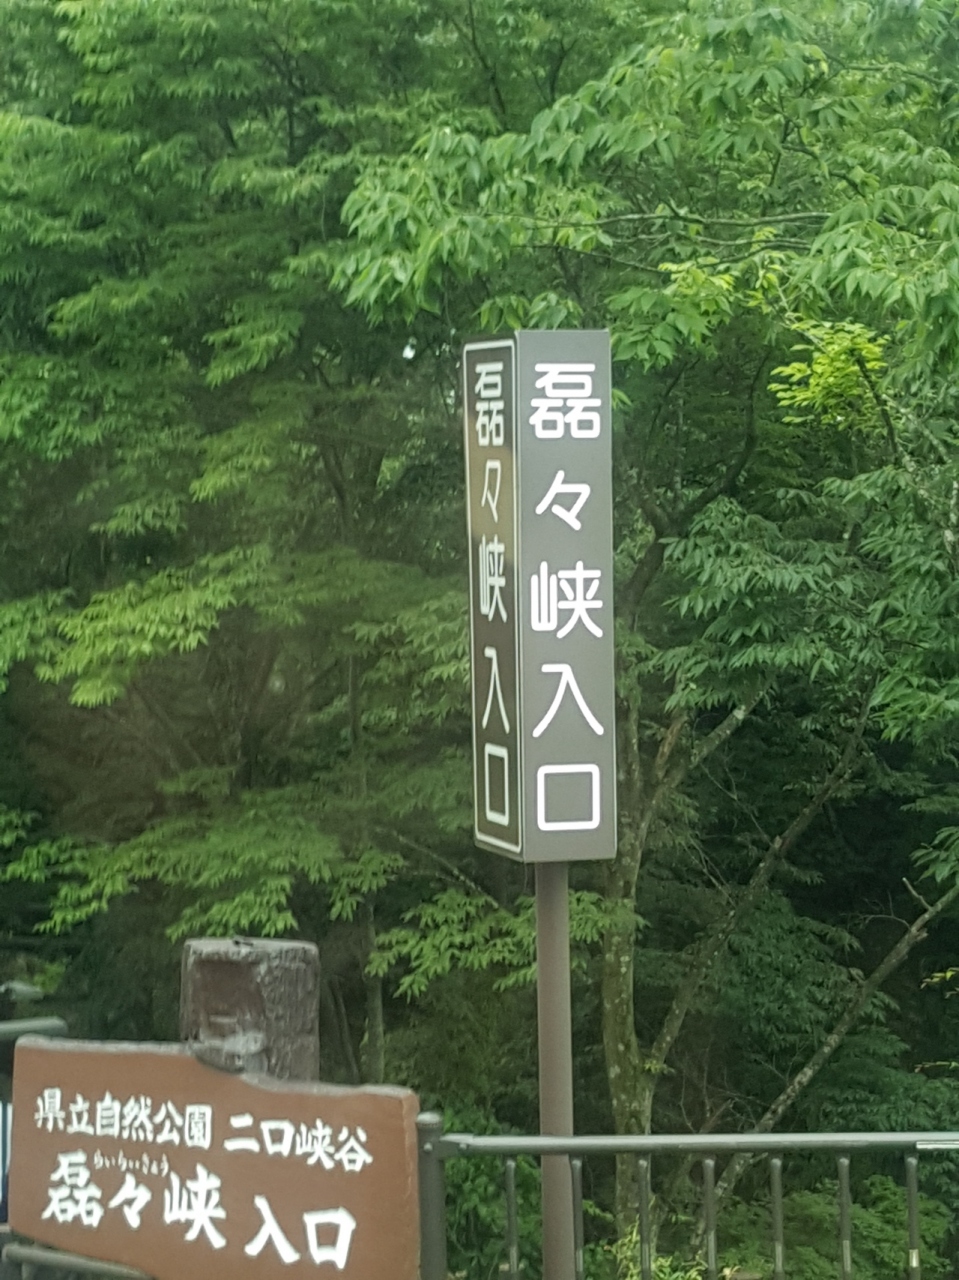 磊々峡入口
磊々峡入口
県立自然公園 二口峡谷
らいらいきょう
磊々峡 入口